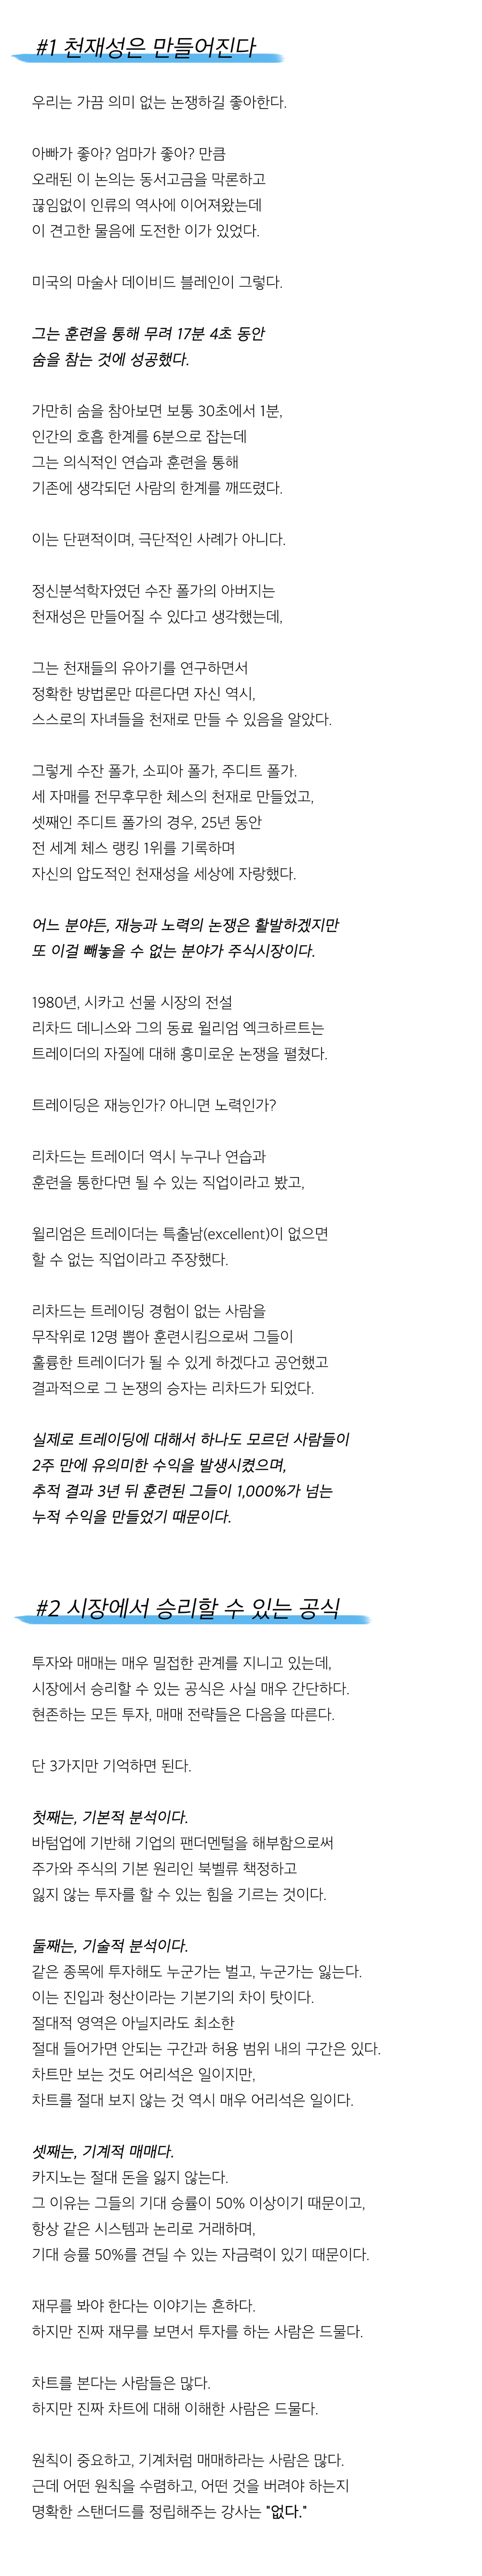 #1 천재성은 만들어진다
우리는 가끔 의미 없는 논쟁하길 좋아한다.
아빠가 좋아? 엄마가 좋아? 만큼
오래된 이 논의는 동서고금을 막론하고
끊임없이 인류의 역사에 이어져왔는데
이 견고한 물음에 도전한 이가 있었다.
미국의 마술사 데이비드 블레인이 그렇다.
그는 훈련을 통해 무려 17분 4초 동안
숨을 참는 것에 성공했다.
가만히 숨을 참아보면 보통 30초에서 1분,
인간의 호흡 한계를 6분으로 잡는데
그는 의식적인 연습과 훈련을 통해
기존에 생각되던 사람의 한계를 깨뜨렸다.
이는 단편적이며, 극단적인 사례가 아니다.
정신분석학자였던 수잔 폴가의 아버지는
천재성은 만들어질 수 있다고 생각했는데,
그는 천재들의 유아기를 연구하면서
정확한 방법론만 따른다면 자신 역시,
스스로의 자녀들을 천재로 만들 수 있음을 알았다.
그렇게 수잔 폴가, 소피아 폴가, 주디트 폴가.
세 자매를 전무후무한 체스의 천재로 만들었고,
셋째인 주디트 폴가의 경우, 25년 동안
전 세계 체스 랭킹 1위를 기록하며
자신의 압도적인 천재성을 세상에 자랑했다.
어느 분야든, 재능과 노력의 논쟁은 활발하겠지만
또 이걸 빼놓을 수 없는 분야가 주식시장이다.
1980년, 시카고 선물 시장의 전설
리차드 데니스와 그의 동료 윌리엄 엑크하르트는
트레이더의 자질에 대해 흥미로운 논쟁을 펼쳤다.
트레이딩은 재능인가? 아니면 노력인가?
리차드는 트레이더 역시 누구나 연습과
훈련을 통한다면 될 수 있는 직업이라고 봤고,
윌리엄은 트레이더는 특출남(excellent)이 없으면
할 수 없는 직업이라고 주장했다.
리차드는 트레이딩 경험이 없는 사람을
무작위로 12명 뽑아 훈련시킴으로써 그들이
훌륭한 트레이더가 될 수 있게 하겠다고 공언했고
결과적으로 그 논쟁의 승자는 리차드가 되었다.
실제로 트레이딩에 대해서 하나도 모르던 사람들이
2주 만에 유의미한 수익을 발생시켰으며,
추적 결과 3년 뒤 훈련된 그들이 1,000%가 넘는
누적 수익을 만들었기 때문이다.
#2 시장에서 승리할 수 있는 공식
투자와 매매는 매우 밀접한 관계를 지니고 있는데,
시장에서 승리할 수 있는 공식은 사실 매우 간단하다.
현존하는 모든 투자, 매매 전략들은 다음을 따른다.
단 3가지만 기억하면 된다.
첫째는, 기본적 분석이다.
바텀업에 기반해 기업의 팬더멘털을 해부함으로써
주가와 주식의 기본 원리인 북벨류 책정하고
잃지 않는 투자를 할 수 있는 힘을 기르는 것이다.
둘째는, 기술적 분석이다.
같은 종목에 투자해도 누군가는 벌고, 누군가는 잃는다.
이는 진입과 청산이라는 기본기의 차이 탓이다.
절대적 영역은 아닐지라도 최소한
절대 들어가면 안되는 구간과 허용 범위 내의 구간은 있다.
차트만 보는 것도 어리석은 일이지만,
차트를 절대 보지 않는 것 역시 매우 어리석은 일이다.
셋째는, 기계적 매매다.
카지노는 절대 돈을 잃지 않는다.
그 이유는 그들의 기대 승률이 50% 이상이기 때문이고,
항상 같은 시스템과 논리로 거래하며,
기대 승률 50%를 견딜 수 있는 자금력이 있기 때문이다.
재무를 봐야 한다는 이야기는 흔하다.
하지만 진짜 재무를 보면서 투자를 하는 사람은 드물다.
차트를 본다는 사람들은 많다.
하지만 진짜 차트에 대해 이해한 사람은 드물다.
원칙이 중요하고, 기계처럼 매매하라는 사람은 많다.
근데 어떤 원칙을 수렴하고, 어떤 것을 버려야 하는지
명확한 스탠더드를 정립해주는 강사는 "없다."